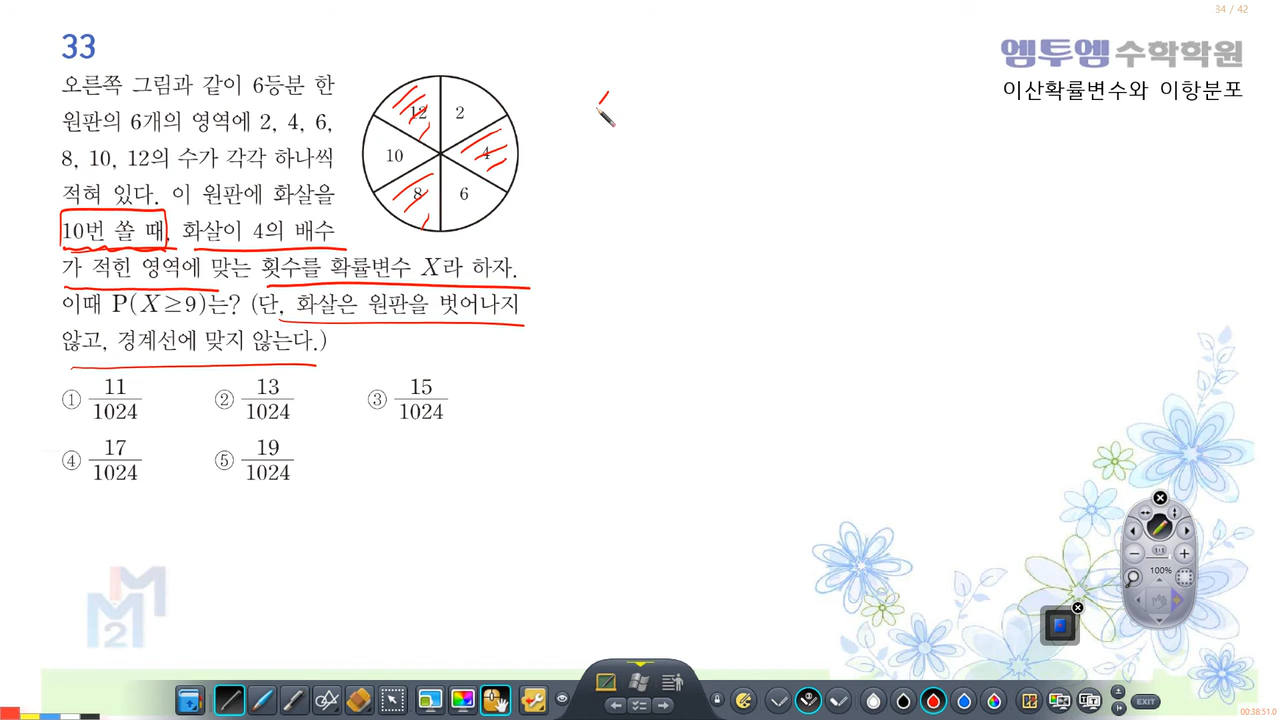 34 / 42
33
엠투엠수학학원
이산확률변수와 이항분포
오른쪽 그림과 같이 6등분 한
원판의 6개의 영역에 2, 4, 6,
8, 10, 12의 수가 각각 하나씩
적혀 있다. 이 원판에 화살을
10번 쏠 때, 화살이 4의 배수
가 적힌 영역에 맞는 횟수를 확률변수 X라 하자.
이때 P(X≥9)는? (단, 화살은 원판을 벗어나지
않고, 경계선에 맞지 않는다.)
12 2
10 4
8 6
① 11/1024 ② 13/1024 ③ 15/1024
④ 17/1024 ⑤ 19/1024
M
M2
1:1
100%
EXIT
00:38:51.0